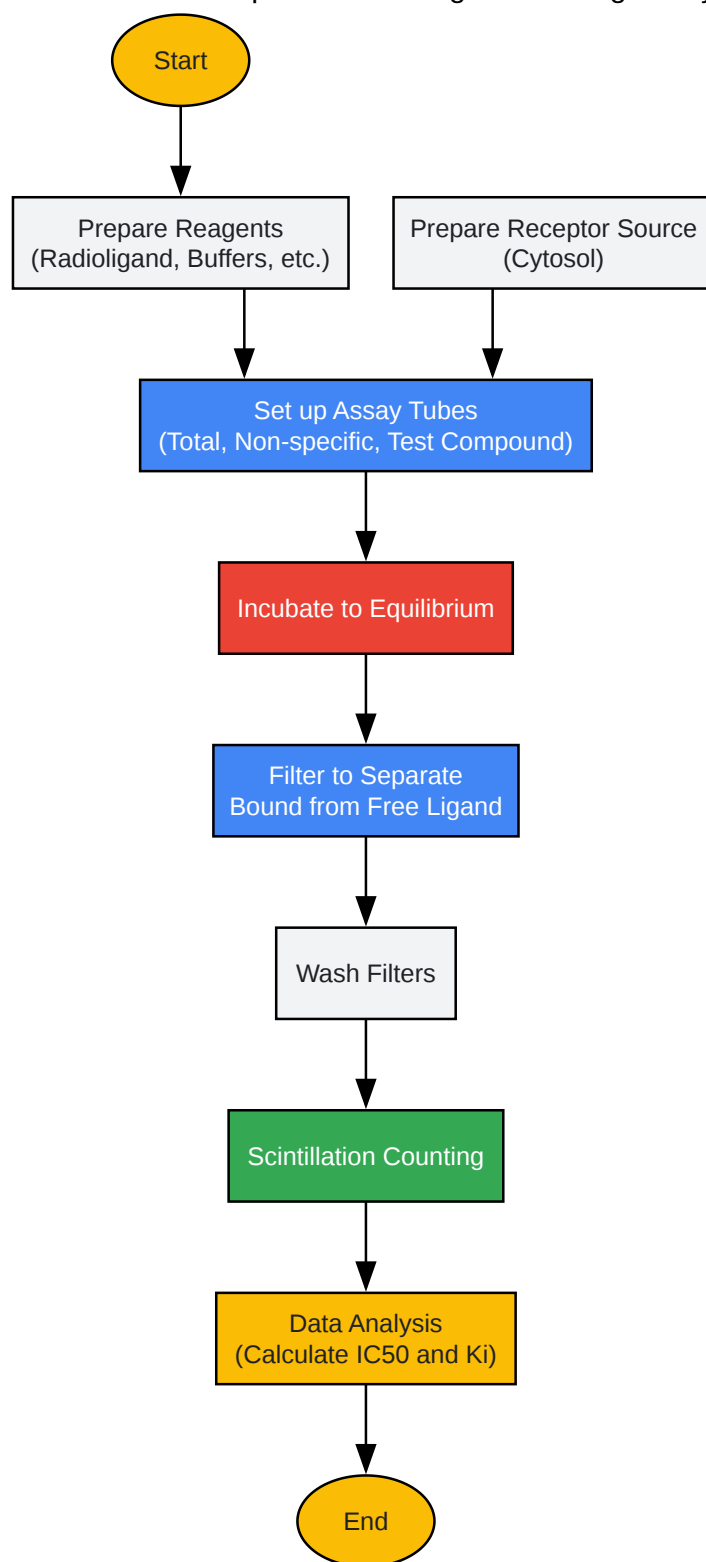 Start
Prepare Reagents
(Radioligand, Buffers, etc.)
Prepare Receptor Source
(Cytosol)
Set up Assay Tubes
(Total, Non-specific, Test Compound)
Incubate to Equilibrium
Filter to Separate
Bound from Free Ligand
Wash Filters
Scintillation Counting
Data Analysis
(Calculate IC50 and Ki)
End